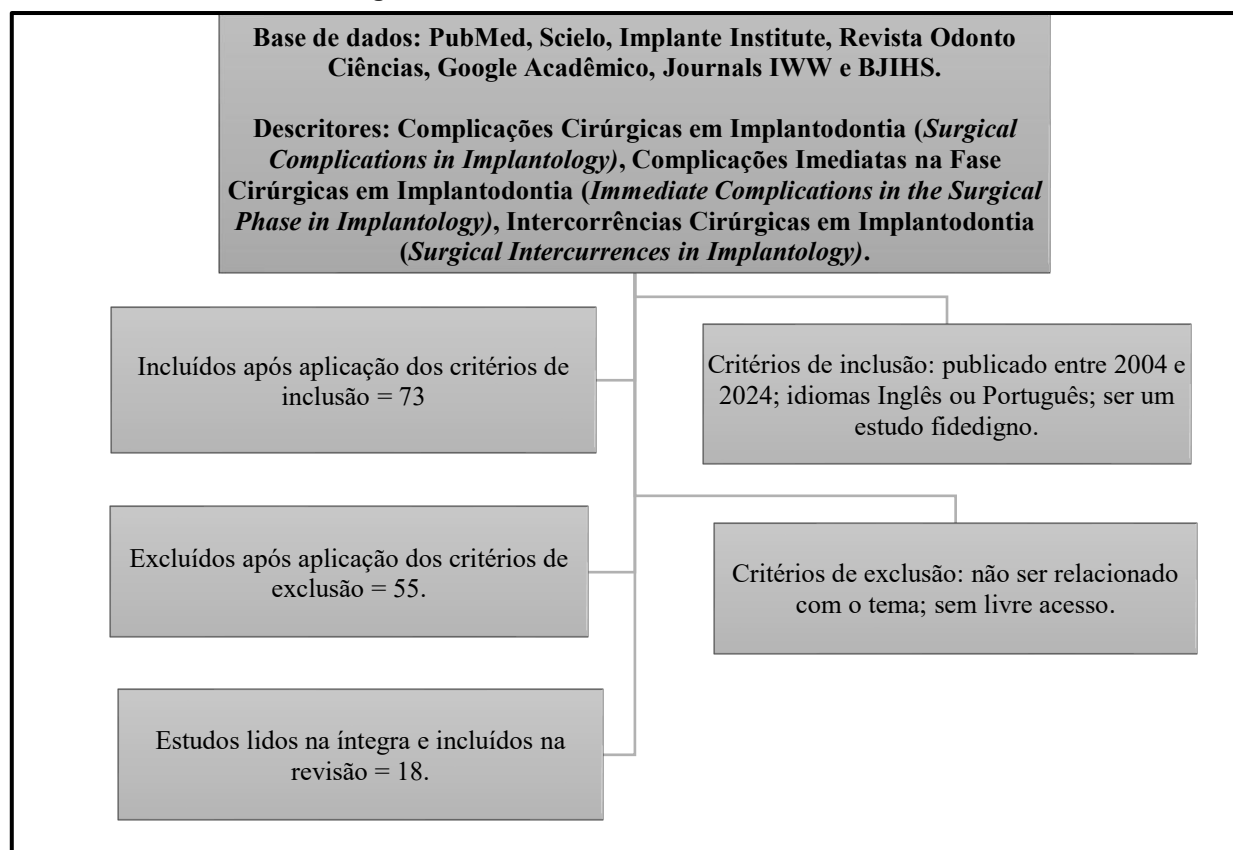 Base de dados: PubMed, Scielo, Implante Institute, Revista Odonto
Ciências, Google Acadêmico, Journals IWW e BJIHS.
Descritores: Complicações Cirúrgicas em Implantodontia (Surgical
Complications in Implantology), Complicações Imediatas na Fase
Cirúrgicas em Implantodontia (Immediate Complications in the Surgical
Phase in Implantology), Intercorrências Cirúrgicas em Implantodontia
(Surgical Intercurrences in Implantology).
Incluídos após aplicação dos critérios de
inclusão = 73
Critérios de inclusão: publicado entre 2004 e
2024; idiomas Inglês ou Português; ser um
estudo fidedigno.
Excluídos após aplicação dos critérios de
exclusão = 55.
Critérios de exclusão: não ser relacionado
com o tema; sem livre acesso.
Estudos lidos na íntegra e incluídos na
revisão = 18.